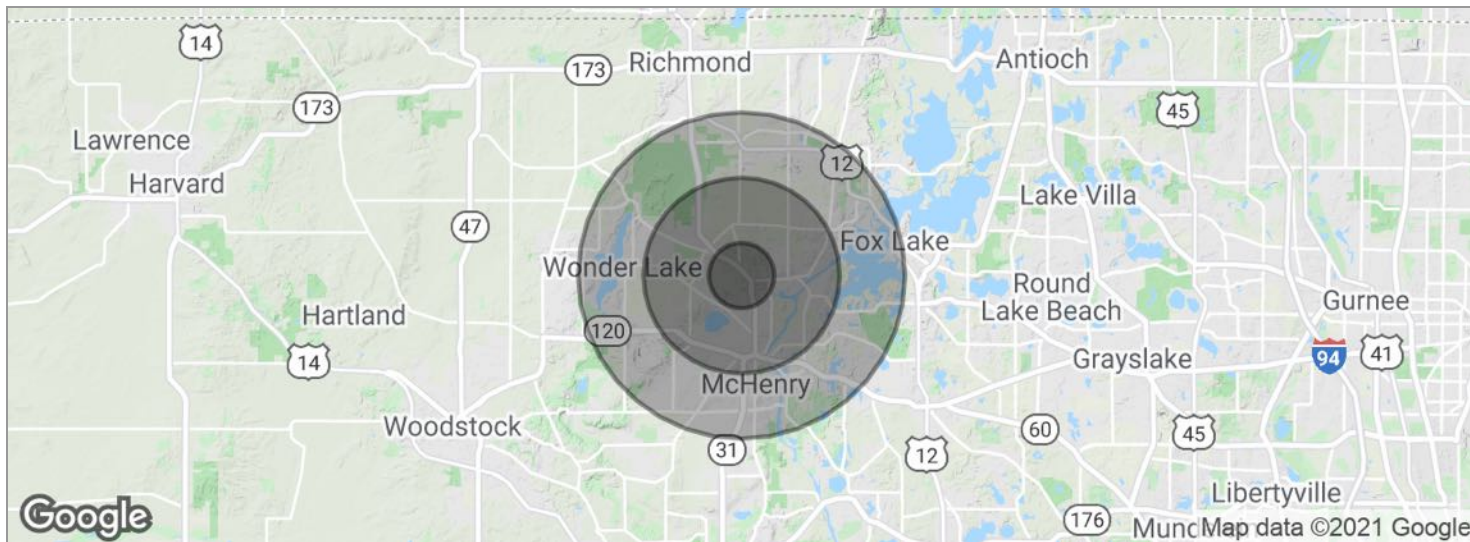 14
Richmond
Antioch
173
173
45
Lawrence
12
Harvard
Lake Villa
47
Fox Lake
Wonder Lake
Round
Lake Beach
Gurnee
Hartland
120
14
Grayslake
94
41
McHenry
Woodstock
31
60
45
12
Libertyville
Google
176
Map data ©2021 Google